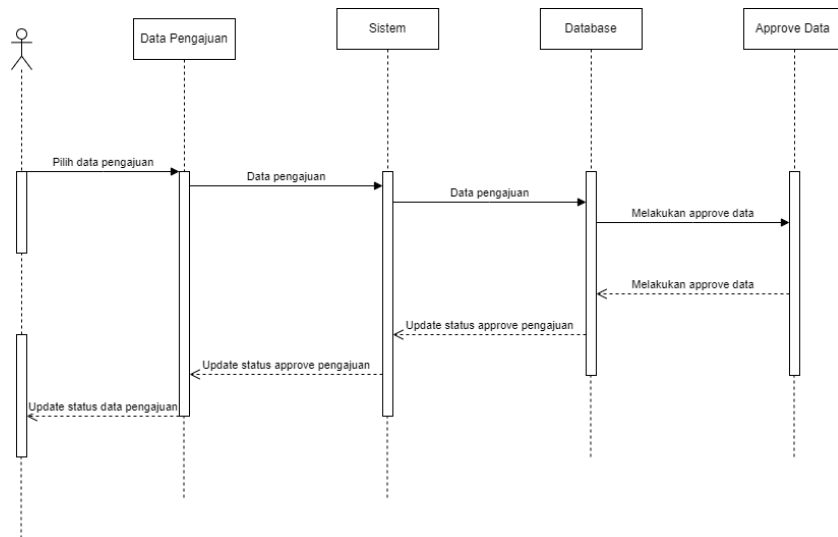 Data Pengajuan
Sistem
Database
Approve Data
Pilih data pengajuan
Data pengajuan
Data pengajuan
Melakukan approve data
Melakukan approve data
Update status approve pengajuan
Update status approve pengajuan
Update status data pengajuan